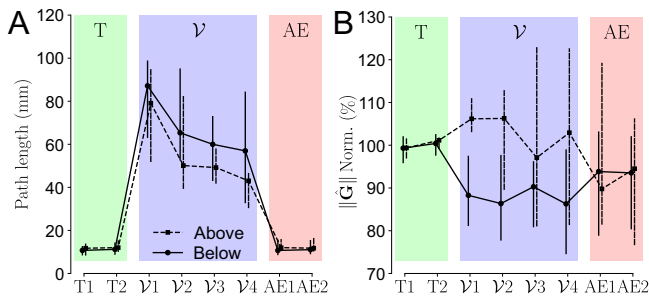 A
T
𝒱
AE
120
100
80
60
40
20
0
Path length (mm)
Above
Below
T1 T2 𝒱1 𝒱2 𝒱3 𝒱4 AE1 AE2
B
T
𝒱
AE
130
120
110
100
90
80
70
‖Ĝ‖ Norm. (%)
T1 T2 𝒱1 𝒱2 𝒱3 𝒱4 AE1 AE2